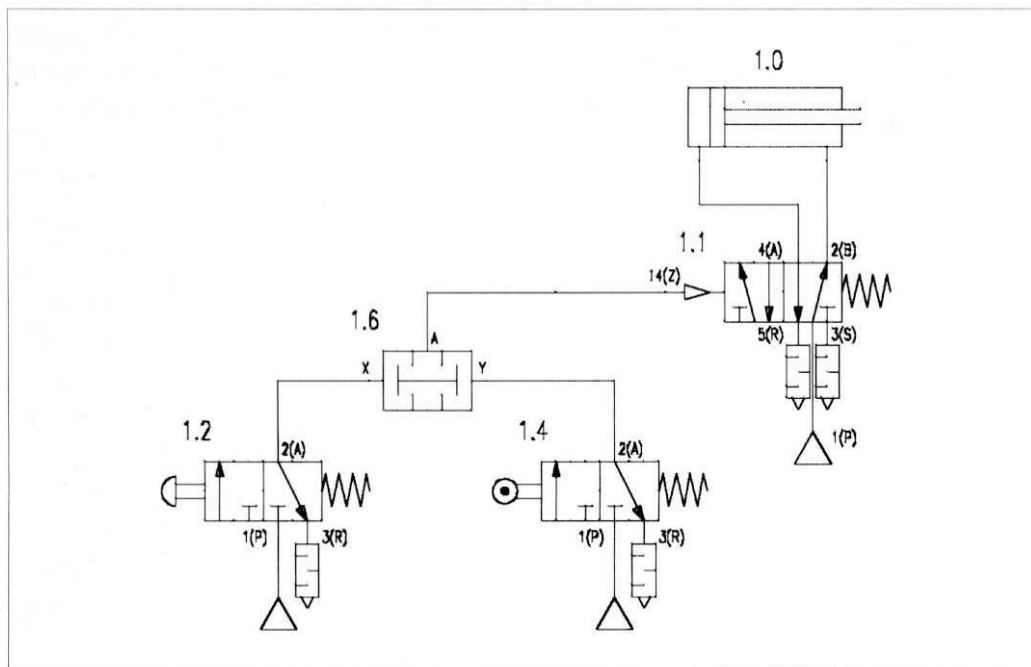 1.0
1.1
4(A)
2(B)
14(Z)
5(R)
3(S)
1(P)
1.6
A
X
Y
1.2
2(A)
1(P)
3(R)
1.4
2(A)
1(P)
3(R)